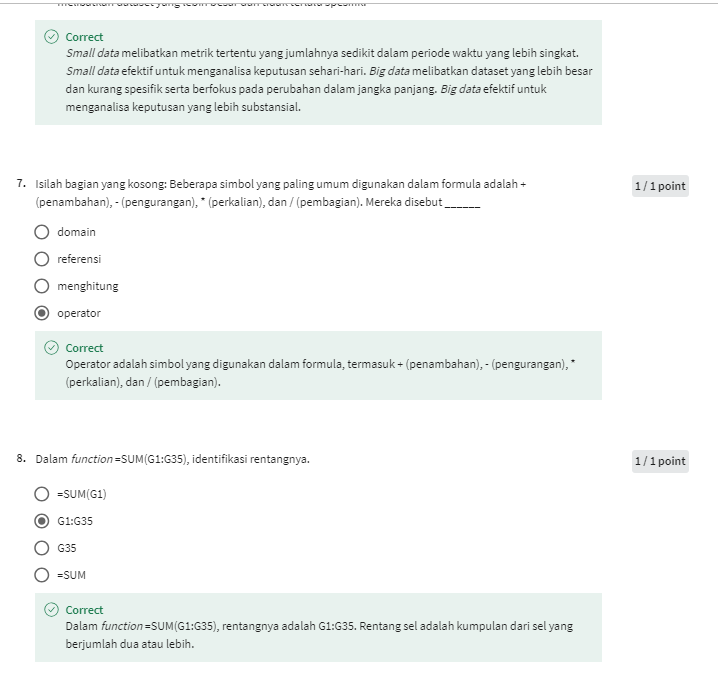 Correct
Small data melibatkan metrik tertentu yang jumlahnya sedikit dalam periode waktu yang lebih singkat.
Small data efektif untuk menganalisa keputusan sehari-hari. Big data melibatkan dataset yang lebih besar
dan kurang spesifik serta berfokus pada perubahan dalam jangka panjang. Big data efektif untuk
menganalisa keputusan yang lebih substansial.
7. Isilah bagian yang kosong: Beberapa simbol yang paling umum digunakan dalam formula adalah +
1 / 1 point
(penambahan), - (pengurangan), * (perkalian), dan / (pembagian). Mereka disebut ______
domain
referensi
menghitung
operator
Correct
Operator adalah simbol yang digunakan dalam formula, termasuk + (penambahan), - (pengurangan), *
(perkalian), dan / (pembagian).
8. Dalam function =SUM(G1:G35), identifikasi rentangnya.
1 / 1 point
=SUM(G1)
G1:G35
G35
=SUM
Correct
Dalam function =SUM(G1:G35), rentangnya adalah G1:G35. Rentang sel adalah kumpulan dari sel yang
berjumlah dua atau lebih.